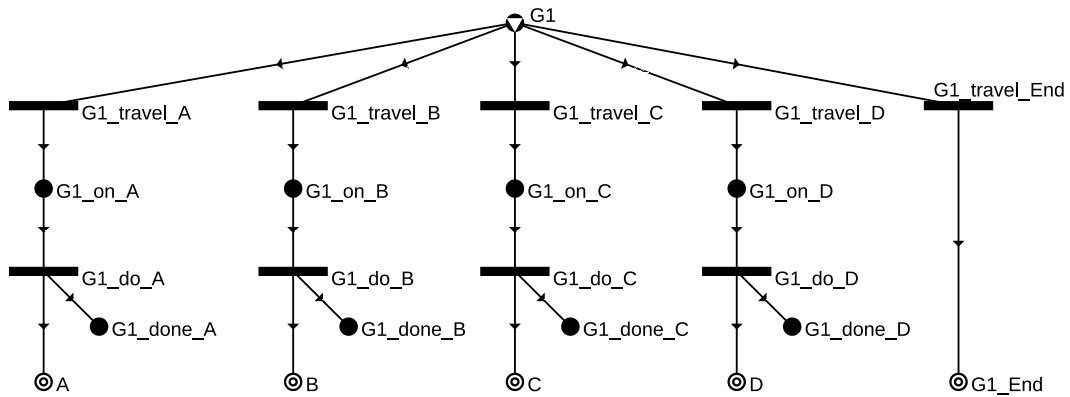 G1
G1_travel_End
G1_travel_A
G1_travel_B
G1_travel_C
G1_travel_D
G1_on_A
G1_on_B
G1_on_C
G1_on_D
G1_do_A
G1_do_B
G1_do_C
G1_do_D
G1_done_A
G1_done_B
G1_done_C
G1_done_D
A
B
C
D
G1_End